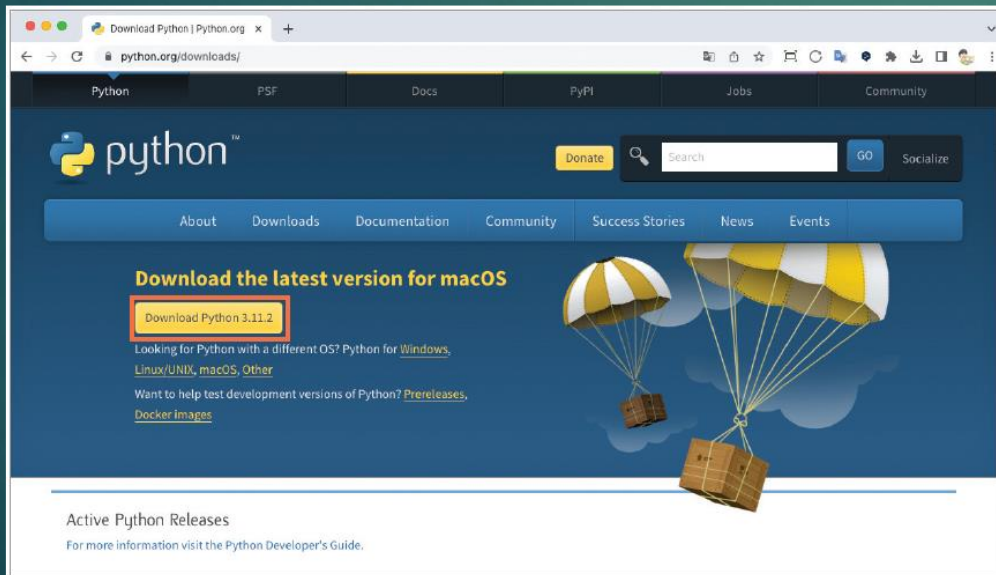 Download Python | Python.org
python.org/downloads/
Python PSF Docs PyPI Jobs Community
python™
Donate Search GO Socialize
About Downloads Documentation Community Success Stories News Events
Download the latest version for macOS
Download Python 3.11.2
Looking for Python with a different OS? Python for Windows,
Linux/UNIX, macOS, Other
Want to help test development versions of Python? Prereleases,
Docker images
Active Python Releases
For more information visit the Python Developer's Guide.